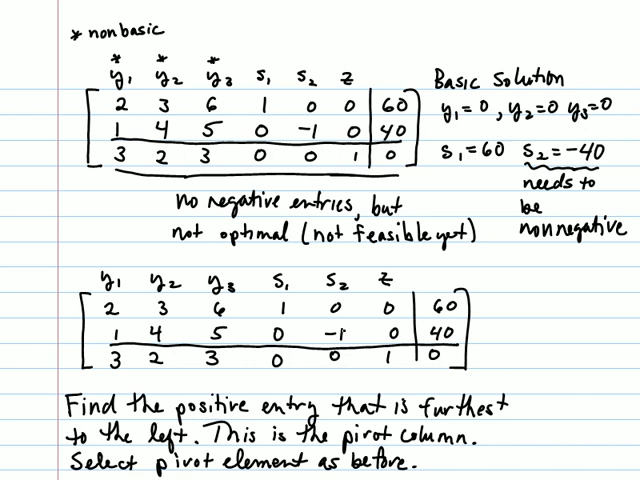 * nonbasic
* * *
y₁ y₂ y₃ s₁ s₂ z
2 3 6 1 0 0 60
1 4 5 0 -1 0 40
3 2 3 0 0 1 0
Basic Solution
y₁=0, y₂=0 y₃=0
s₁=60 s₂=-40
needs to
be
nonnegative
no negative entries, but
not optimal (not feasible yet)
y₁ y₂ y₃ s₁ s₂ z
2 3 6 1 0 0 60
1 4 5 0 -1 0 40
3 2 3 0 0 1 0
Find the positive entry that is furthest
to the left. This is the pivot column.
Select pivot element as before.